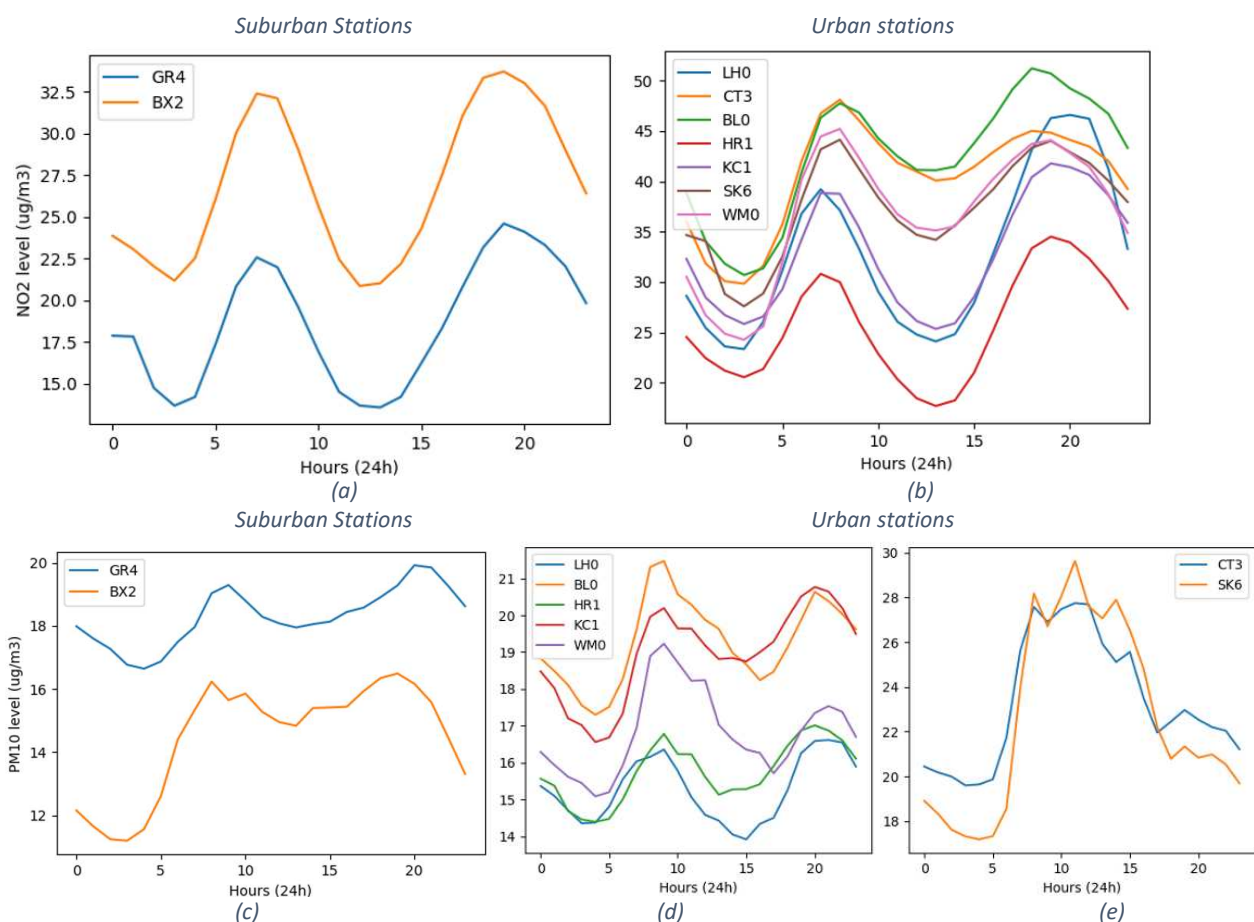 Suburban Stations
Urban stations
GR4
BX2
32.5
30.0
27.5
25.0
22.5
20.0
17.5
15.0
NO2 level (ug/m3)
0 5 10 15 20
Hours (24h)
(a)
LH0
CT3
BL0
HR1
KC1
SK6
WM0
50
45
40
35
30
25
20
0 5 10 15 20
Hours (24h)
(b)
Suburban Stations
Urban stations
GR4
BX2
20
18
16
14
12
PM10 level (ug/m3)
0 5 10 15 20
Hours (24h)
(c)
LH0
BL0
HR1
KC1
WM0
21
20
19
18
17
16
15
14
0 5 10 15 20
Hours (24h)
(d)
CT3
SK6
30
28
26
24
22
20
18
0 5 10 15 20
Hours (24h)
(e)